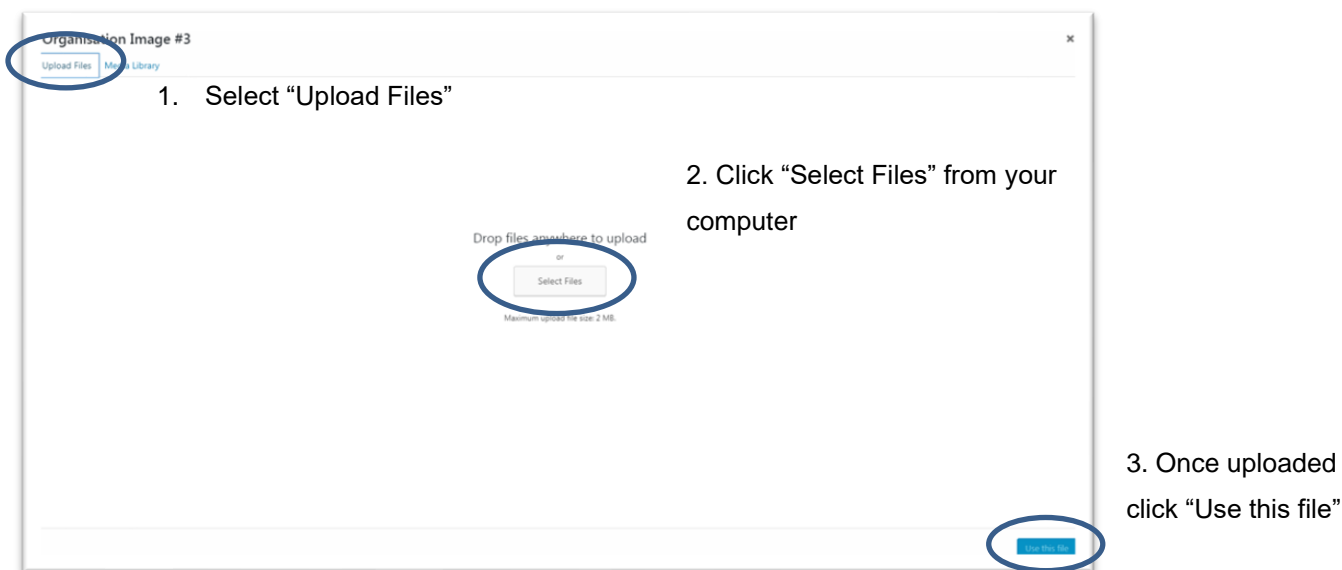 Organisation Image #3
×
Upload Files Media Library
1. Select “Upload Files”
2. Click “Select Files” from your
computer
Drop files anywhere to upload
or
Select Files
Maximum upload file size: 2 MB.
3. Once uploaded
click “Use this file”
Use this file